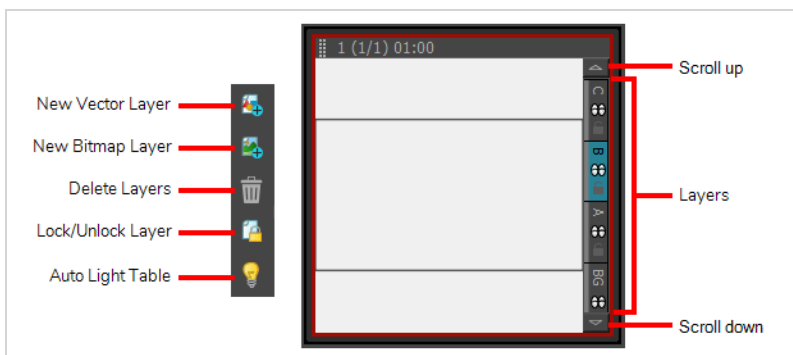 1 (1/1) 01:00
Scroll up
New Vector Layer
C
New Bitmap Layer
B
Delete Layers
Layers
Lock/Unlock Layer
A
Auto Light Table
BG
Scroll down